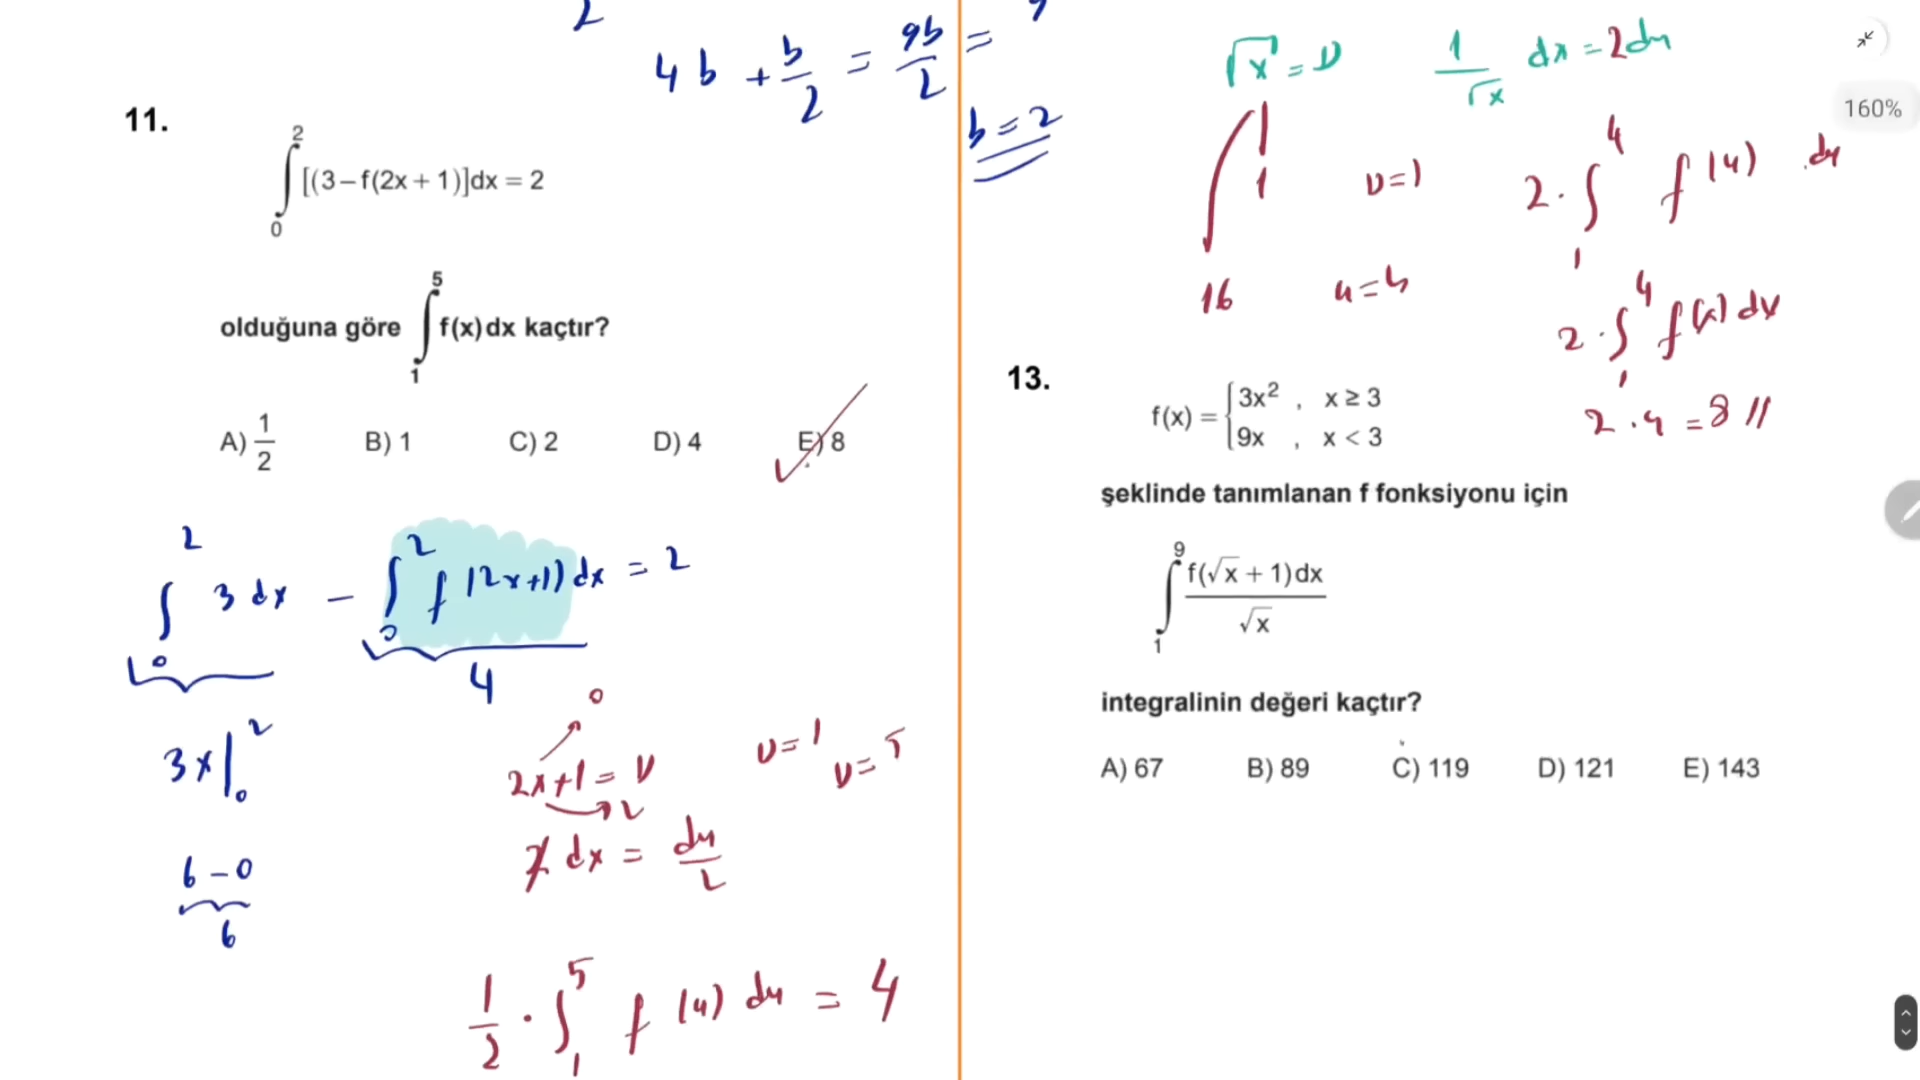 2
4b + b/2 = 9b/2 =
b=2
11.
∫₀² [(3–f(2x+1)]dx = 2
olduğuna göre ∫₁⁵ f(x)dx kaçtır?
A) 1/2 B) 1 C) 2 D) 4 E) 8
∫₀² 3 dx – ∫₀² f(2x+1) dx = 2
4
3x|₀²
6–0
6
0
2x+1 = u
2
u=1
u=5
2 dx = du/2
1/2 · ∫₁⁵ f(u) du = 4
√x = u 1/√x dx = 2du
160%
1
u=1
16
u=4
2·∫₁⁴ f(u) du
2·∫₁⁴ f(x) dx
2·4 = 8 //
13.
f(x) = { 3x² , x ≥ 3
9x , x < 3
şeklinde tanımlanan f fonksiyonu için
∫₁⁹ f(√x + 1)dx / √x
integralinin değeri kaçtır?
A) 67 B) 89 C) 119 D) 121 E) 143